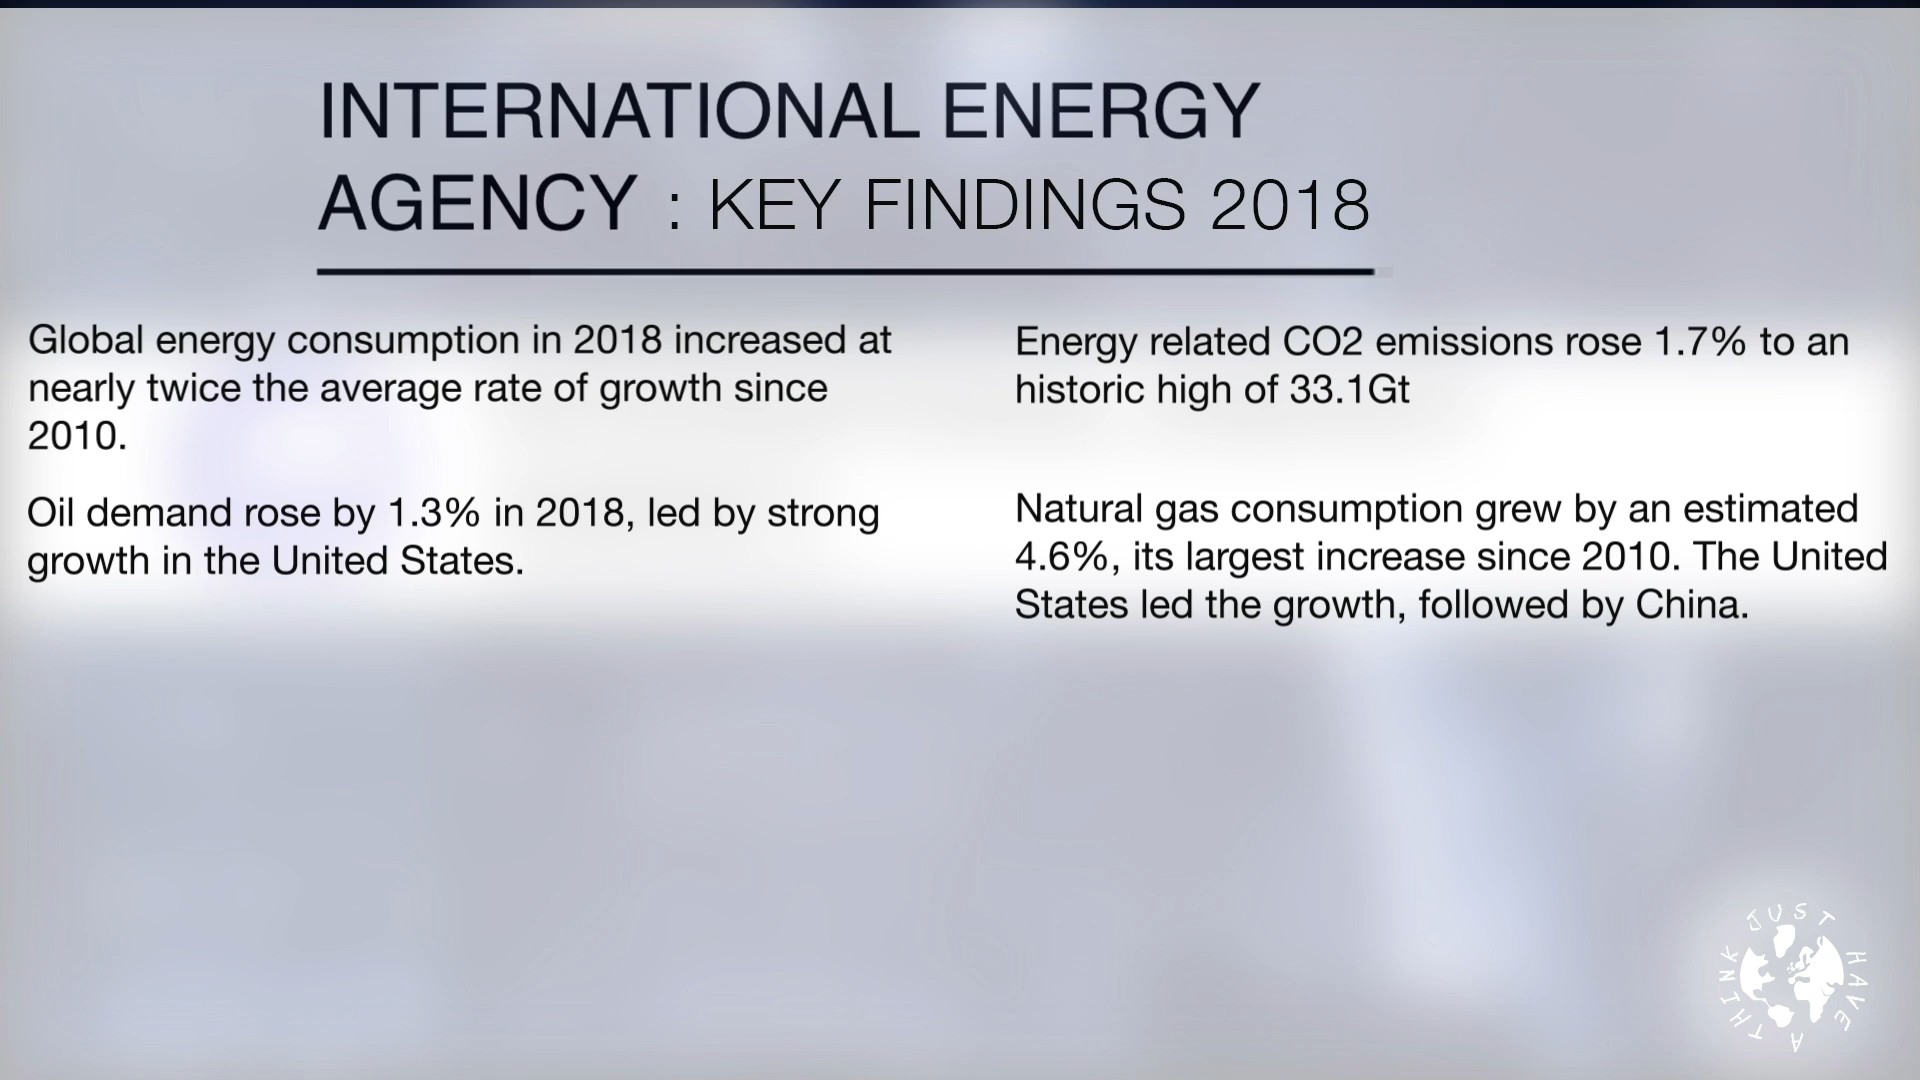 INTERNATIONAL ENERGY
AGENCY : KEY FINDINGS 2018
Global energy consumption in 2018 increased at
nearly twice the average rate of growth since
2010.
Oil demand rose by 1.3% in 2018, led by strong
growth in the United States.
Energy related CO2 emissions rose 1.7% to an
historic high of 33.1Gt
Natural gas consumption grew by an estimated
4.6%, its largest increase since 2010. The United
States led the growth, followed by China.
JUST HAVE A THINK